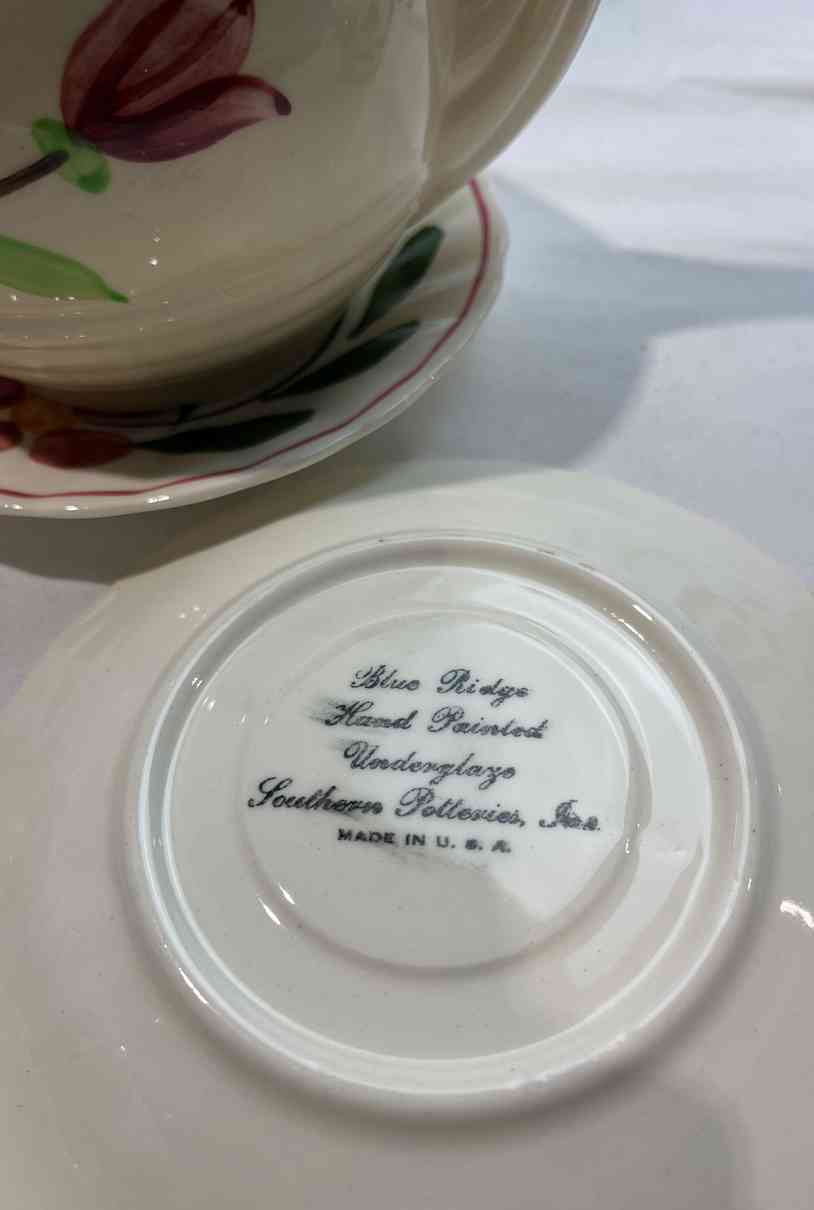 Blue Ridge
Hand Painted
Underglaze
Southern Potteries, Inc.
MADE IN U. S. A.